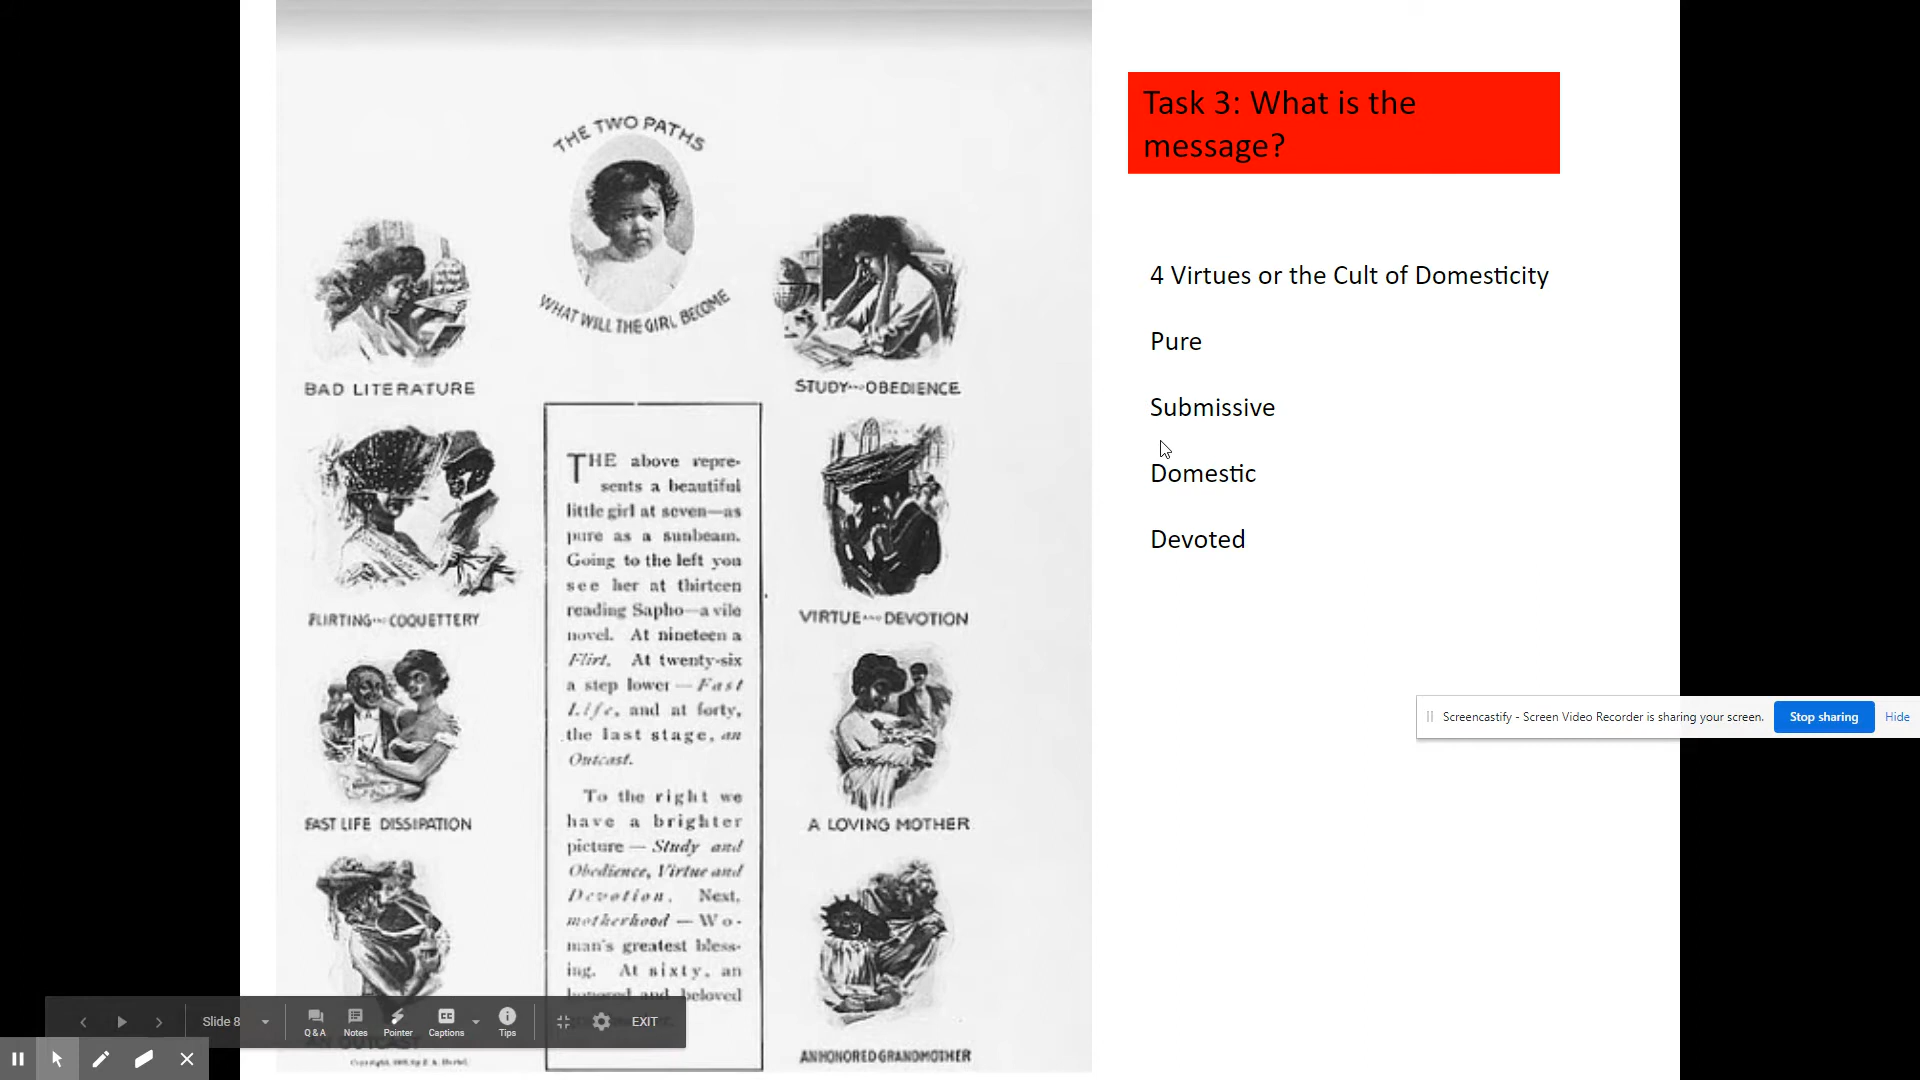 THE TWO PATHS
WHAT WILL THE GIRL BECOME
BAD LITERATURE
STUDY AND OBEDIENCE
FLIRTING AND COQUETTERY
VIRTUE AND DEVOTION
FAST LIFE DISSIPATION
A LOVING MOTHER
AN OUTCAST
AN HONORED GRANDMOTHER
THE above repre-
sents a beautiful
little girl at seven—as
pure as a sunbeam.
Going to the left you
see her at thirteen
reading Sapho—a vile
novel. At nineteen a
Flirt. At twenty-six
a step lower — Fast
Life, and at forty,
the last stage, an
Outcast.
To the right we
have a brighter
picture — Study and
Obedience, Virtue and
Devotion. Next,
motherhood — Wo-
man's greatest bless-
ing. At sixty, an
honored and beloved
Task 3: What is the
message?
4 Virtues or the Cult of Domesticity
Pure
Submissive
Domestic
Devoted
Screencastify - Screen Video Recorder is sharing your screen. Stop sharing Hide
Slide 8 Q&A Notes Pointer Captions Tips EXIT